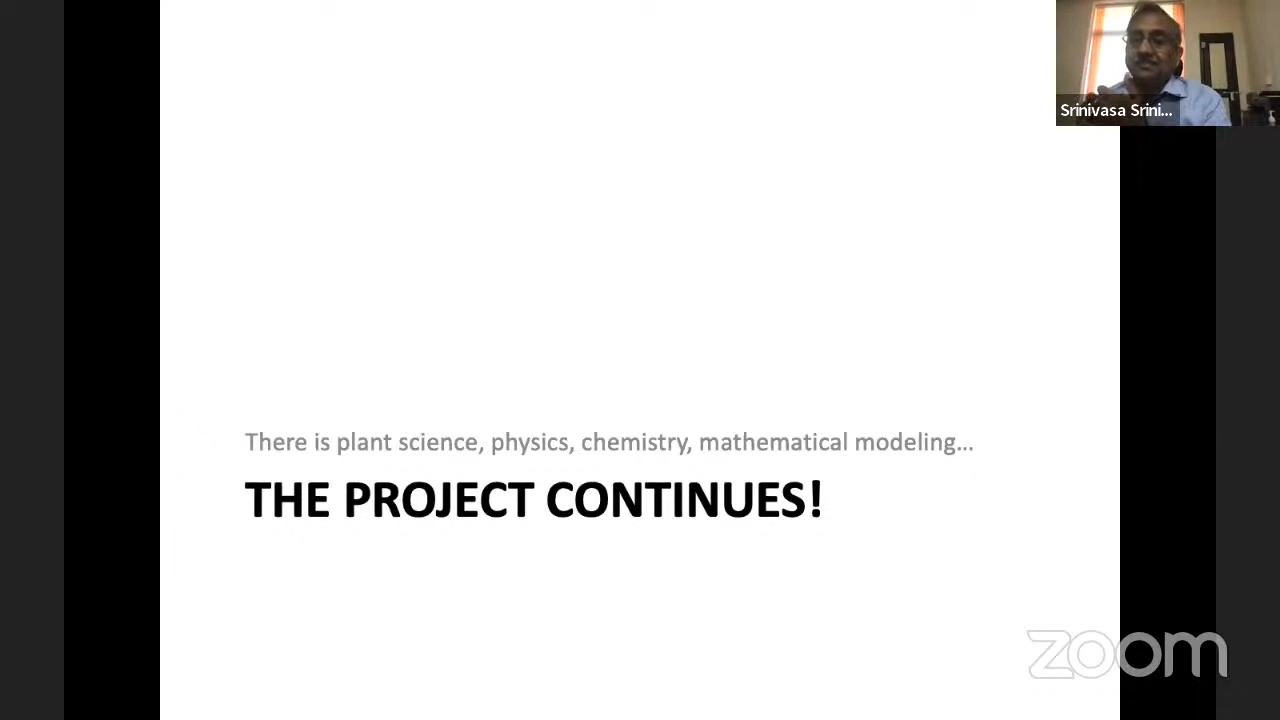 Srinivasa Srini...
There is plant science, physics, chemistry, mathematical modeling...
THE PROJECT CONTINUES!
zoom